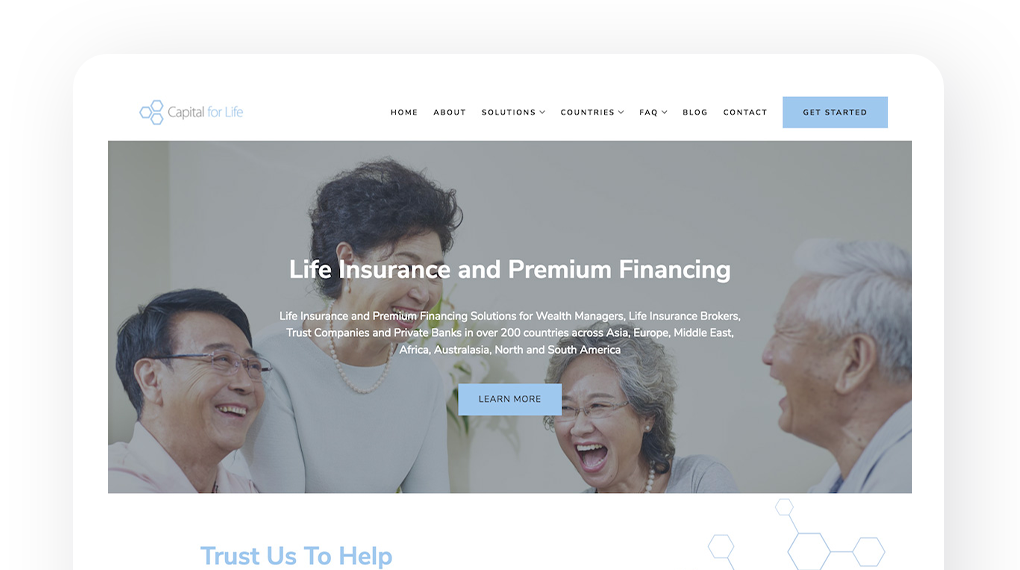 Capital for Life
HOME ABOUT SOLUTIONS COUNTRIES FAQ BLOG CONTACT GET STARTED
Life Insurance and Premium Financing
Life Insurance and Premium Financing Solutions for Wealth Managers, Life Insurance Brokers,
Trust Companies and Private Banks in over 200 countries across Asia, Europe, Middle East,
Africa, Australasia, North and South America
LEARN MORE
Trust Us To Help